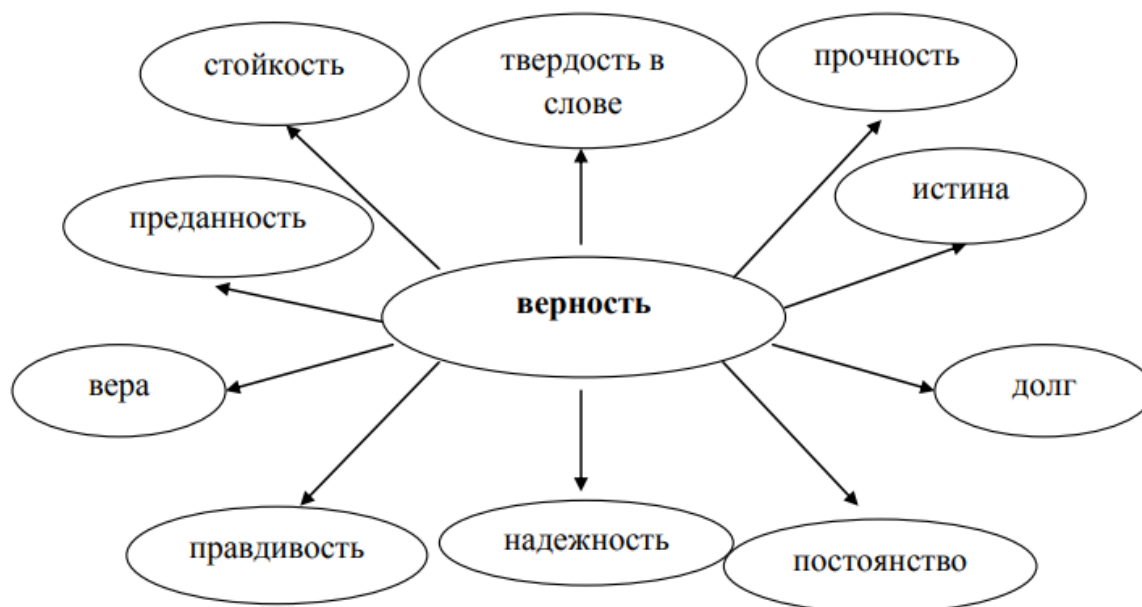 стойкость
твердость в
слове
прочность
преданность
истина
верность
вера
долг
правдивость
надежность
постоянство